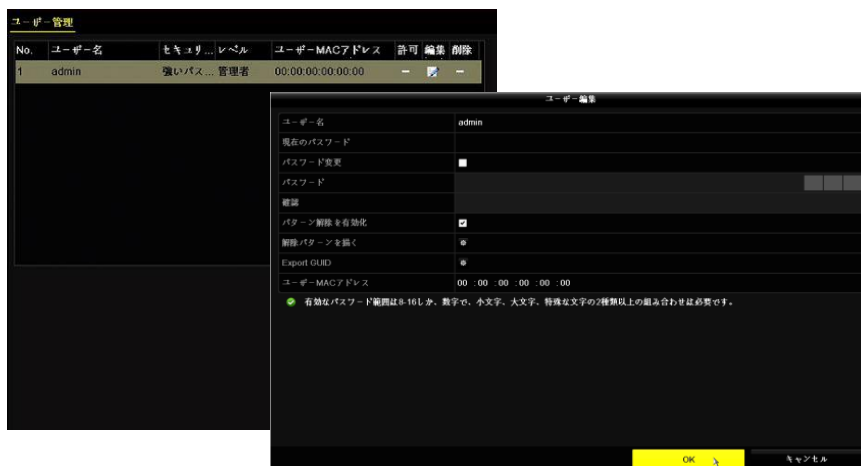 ユーザー管理
No. ユーザー名 セキュリ... レベル ユーザーMACアドレス 許可 編集 削除
1 admin 強いパス... 管理者 00:00:00:00:00:00
ユーザー編集
ユーザー名 admin
現在のパスワード
パスワード変更
パスワード
確認
パターン解除を有効化
解除パターンを描く
Export GUID
ユーザーMACアドレス 00 :00 :00 :00 :00 :00
有効なパスワード範囲は8-16しか、数字で、小文字、大文字、特殊な文字の2種類以上の組み合わせは必要です。
OK キャンセル